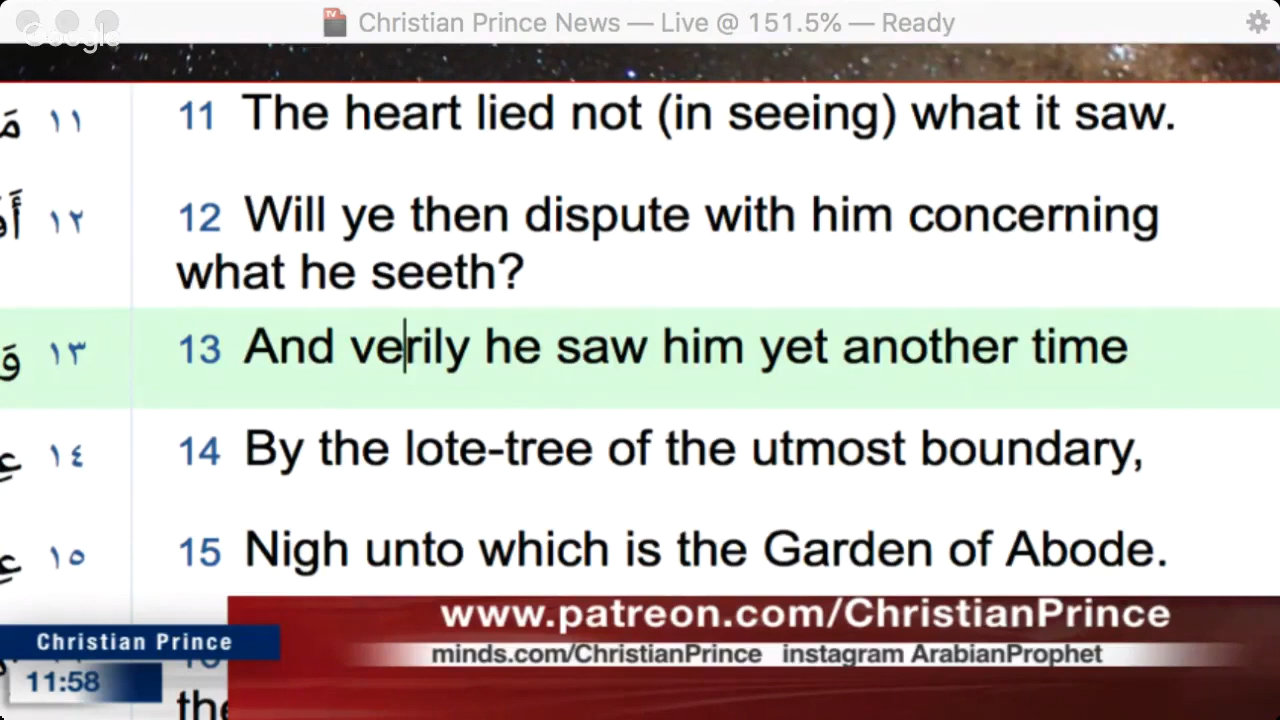 Christian Prince News — Live @ 151.5% — Ready
Google
١١ 11 The heart lied not (in seeing) what it saw.
١٢ 12 Will ye then dispute with him concerning
what he seeth?
١٣ 13 And verily he saw him yet another time
١٤ 14 By the lote-tree of the utmost boundary,
١٥ 15 Nigh unto which is the Garden of Abode.
www.patreon.com/ChristianPrince
Christian Prince
minds.com/ChristianPrince instagram ArabianProphet
11:58
the